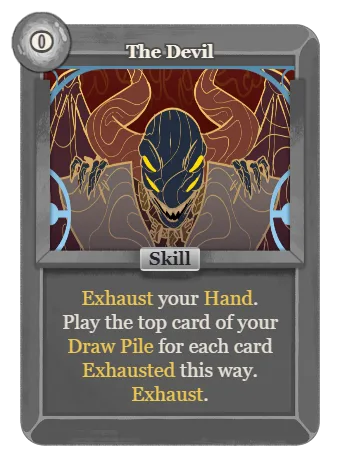 0
The Devil
Skill
Exhaust your Hand.
Play the top card of your
Draw Pile for each card
Exhausted this way.
Exhaust.